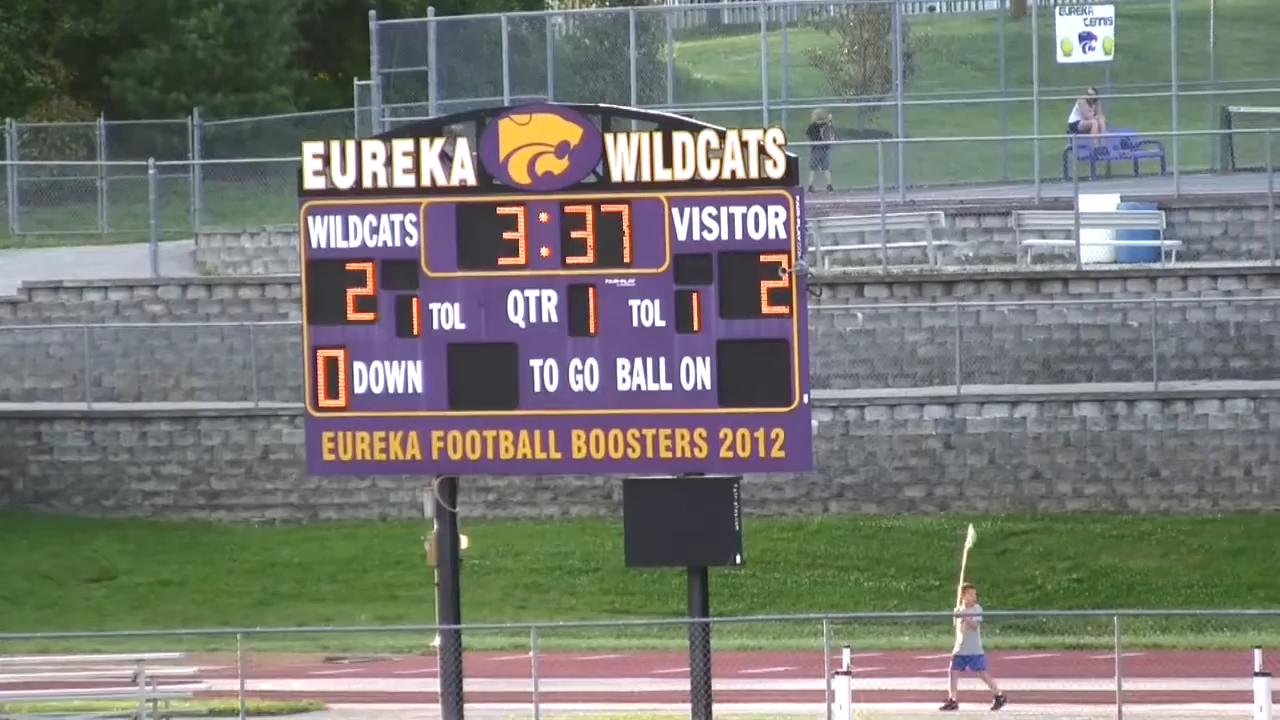 EUREKA
TENNIS
EUREKA WILDCATS
WILDCATS 3:37 VISITOR
2 1 TOL QTR 1 TOL 1 2
0 DOWN TO GO BALL ON
EUREKA FOOTBALL BOOSTERS 2012